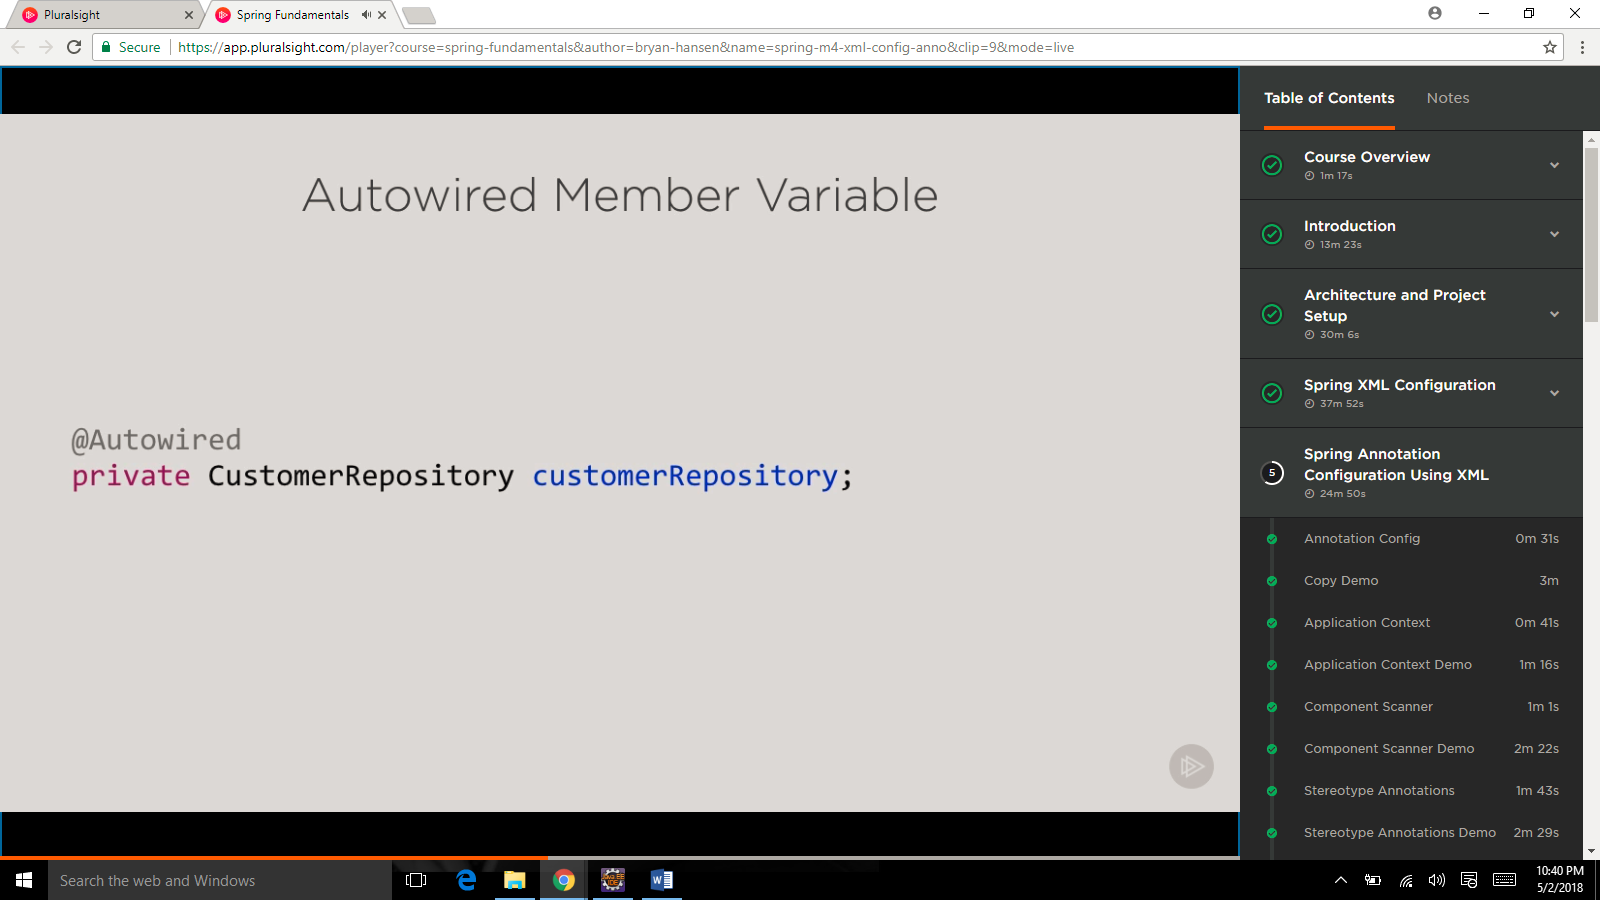 Pluralsight
Spring Fundamentals
Secure
https://app.pluralsight.com/player?course=spring-fundamentals&author=bryan-hansen&name=spring-m4-xml-config-anno&clip=9&mode=live
Autowired Member Variable
@Autowired
private CustomerRepository customerRepository;
Table of Contents
Notes
Course Overview
1m 17s
Introduction
13m 23s
Architecture and Project
Setup
30m 6s
Spring XML Configuration
37m 52s
5
Spring Annotation
Configuration Using XML
24m 50s
Annotation Config 0m 31s
Copy Demo 3m
Application Context 0m 41s
Application Context Demo 1m 16s
Component Scanner 1m 1s
Component Scanner Demo 2m 22s
Stereotype Annotations 1m 43s
Stereotype Annotations Demo 2m 29s
Search the web and Windows
10:40 PM
5/2/2018